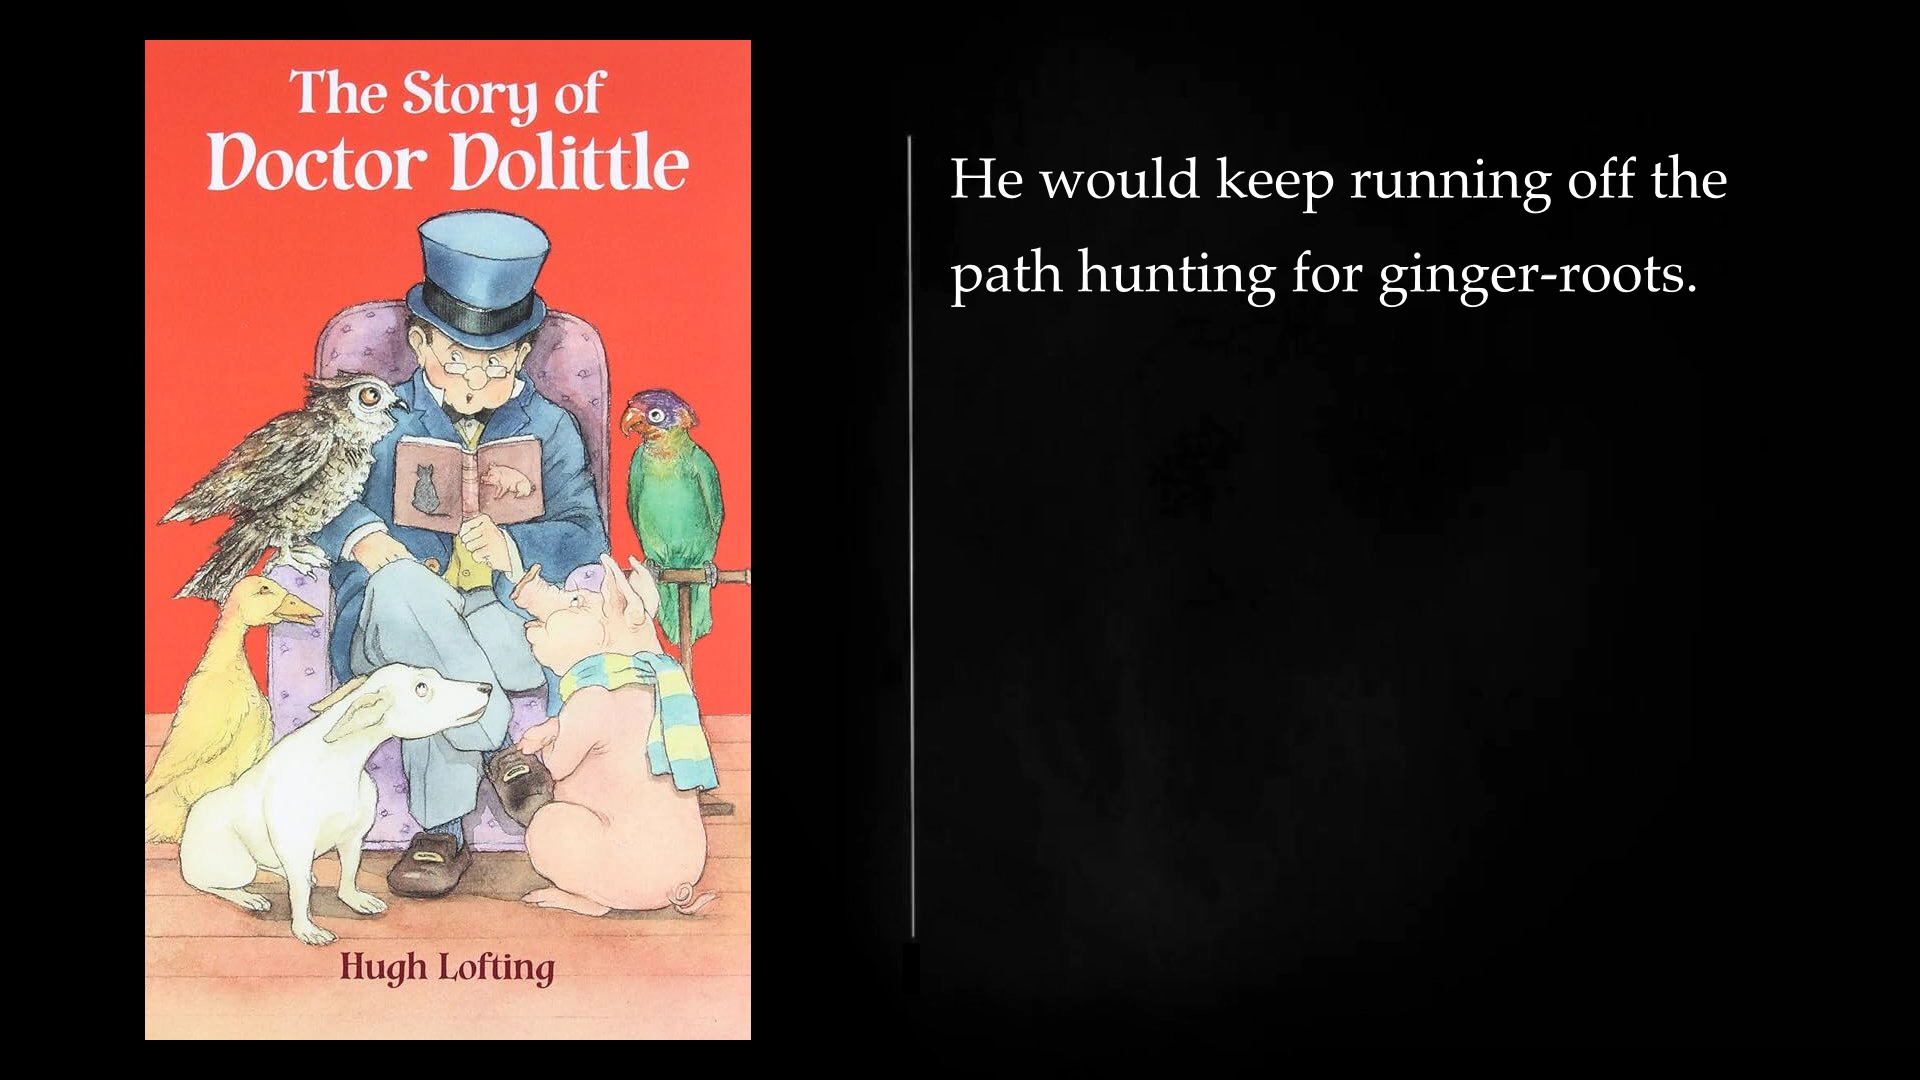 The Story of
Doctor Dolittle
Hugh Lofting
He would keep running off the
path hunting for ginger-roots.